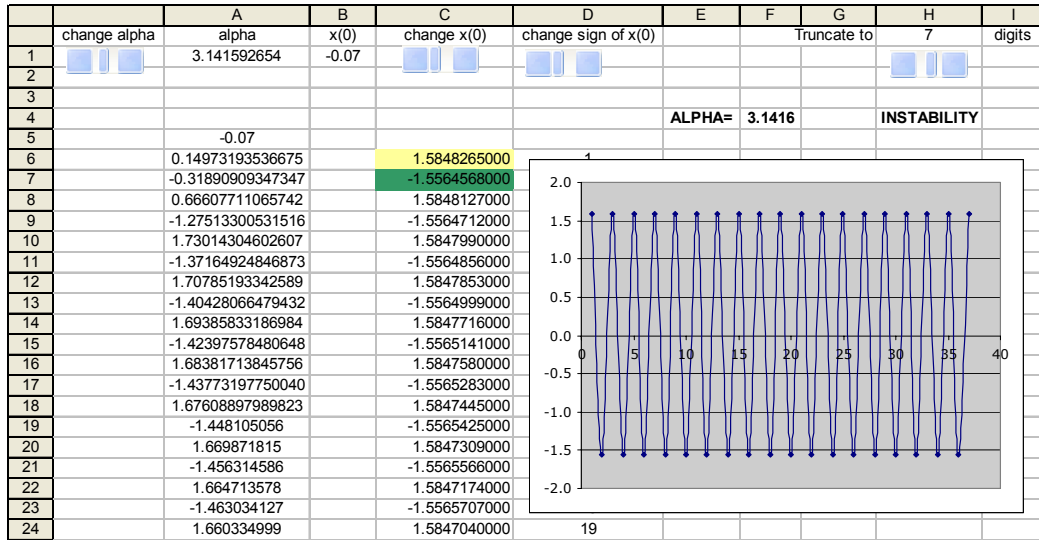 A B C D E F G H I
change alpha alpha x(0) change x(0) change sign of x(0) Truncate to 7 digits
1 3.141592654 -0.07
2
3
4 ALPHA= 3.1416 INSTABILITY
5 -0.07
6 0.14973193536675 1.5848265000 1
7 -0.31890909347347 -1.5564568000
8 0.66607711065742 1.5848127000
9 -1.27513300531516 -1.5564712000
10 1.73014304602607 1.5847990000
11 -1.37164924846873 -1.5564856000
12 1.70785193342589 1.5847853000
13 -1.40428066479432 -1.5564999000
14 1.69385833186984 1.5847716000
15 -1.42397578480648 -1.5565141000
16 1.68381713845756 1.5847580000
17 -1.43773197750040 -1.5565283000
18 1.67608897989823 1.5847445000
19 -1.448105056 -1.5565425000
20 1.669871815 1.5847309000
21 -1.456314586 -1.5565566000
22 1.664713578 1.5847174000
23 -1.463034127 -1.5565707000
24 1.660334999 1.5847040000 19
2.0
1.5
1.0
0.5
0.0
0 5 10 15 20 25 30 35 40
-0.5
-1.0
-1.5
-2.0